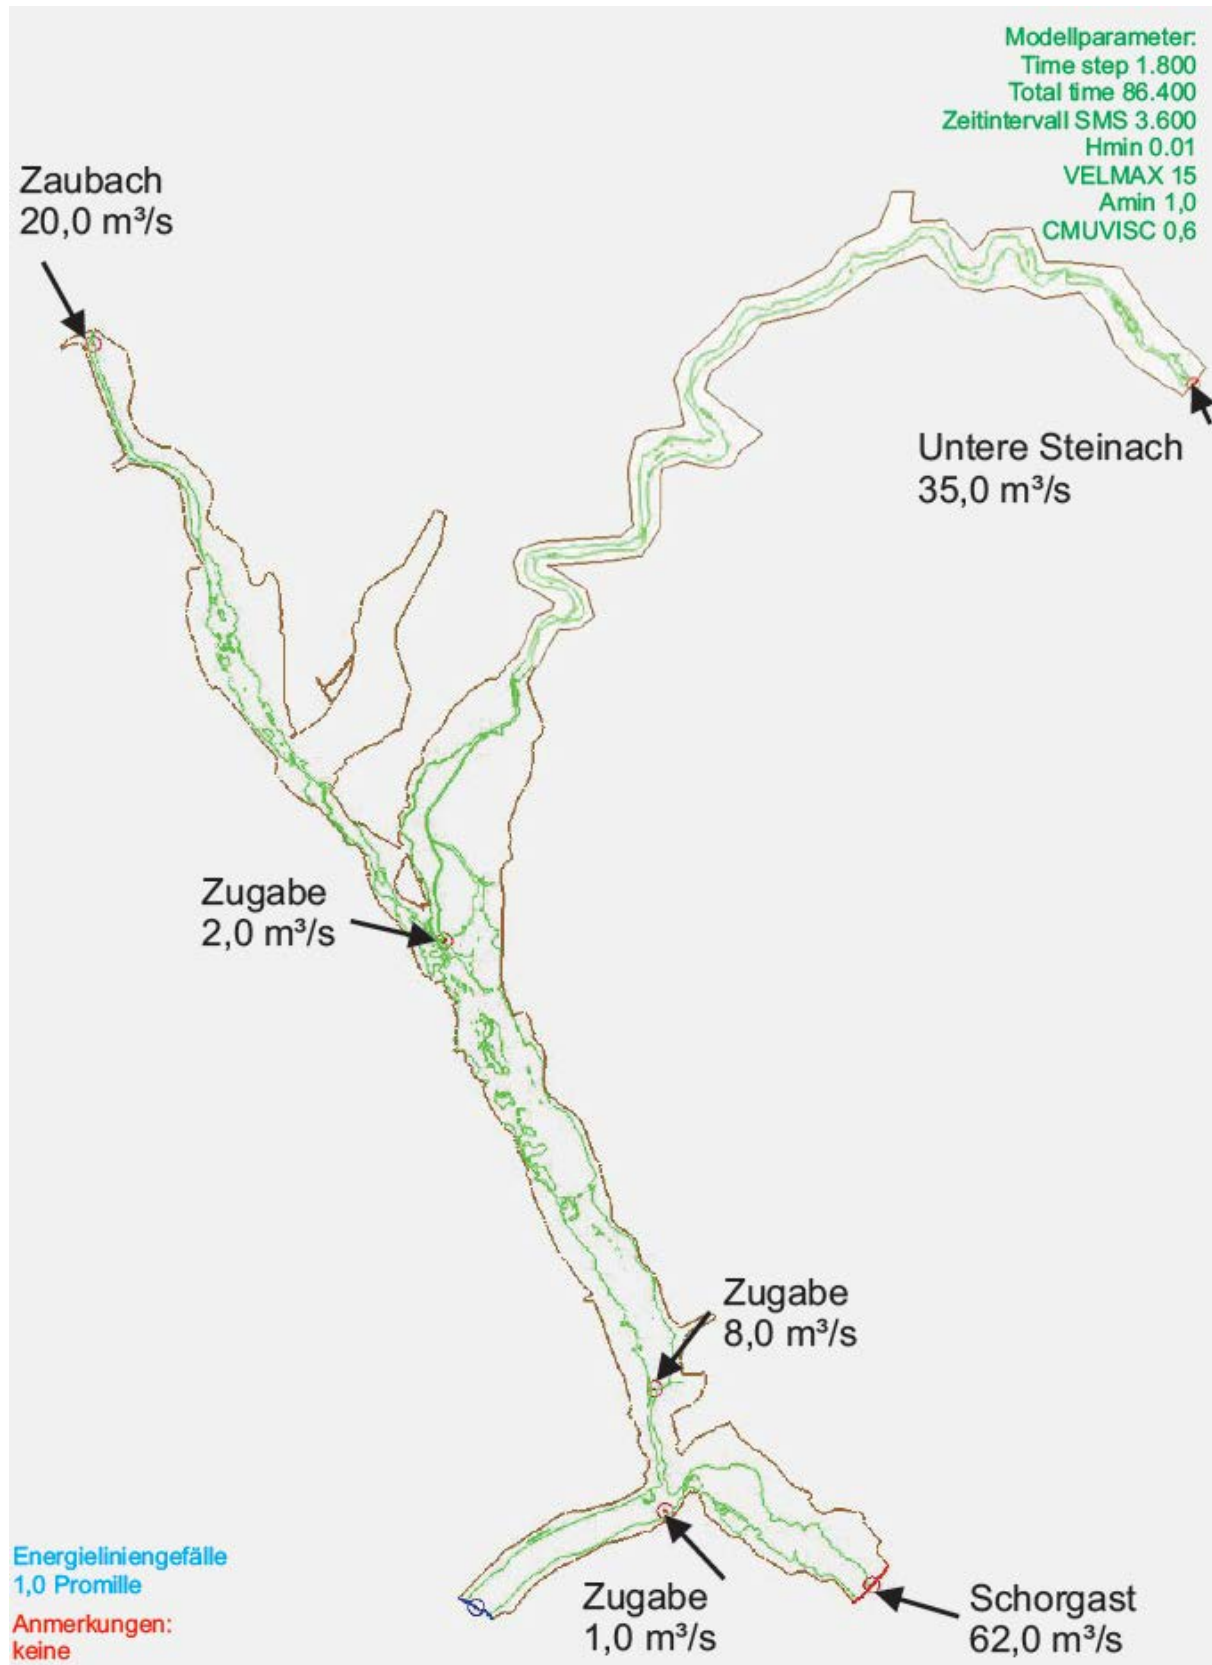 Modellparameter:
Time step 1.800
Total time 86.400
Zeitintervall SMS 3.600
Hmin 0.01
VELMAX 15
Amin 1,0
CMUVISC 0,6
Zaubach
20,0 m³/s
Untere Steinach
35,0 m³/s
Zugabe
2,0 m³/s
Zugabe
8,0 m³/s
Energieliniengefälle
1,0 Promille
Anmerkungen:
keine
Zugabe
1,0 m³/s
Schorgast
62,0 m³/s